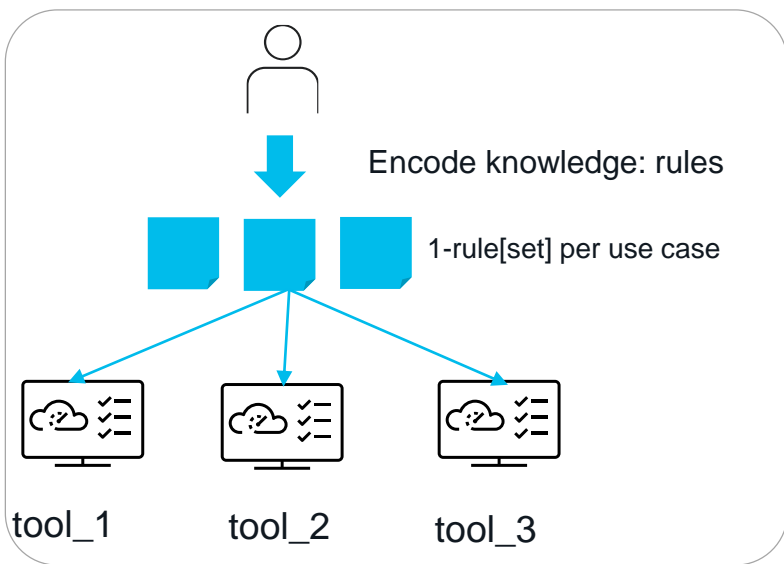 Encode knowledge: rules
1-rule[set] per use case
tool_1
tool_2
tool_3